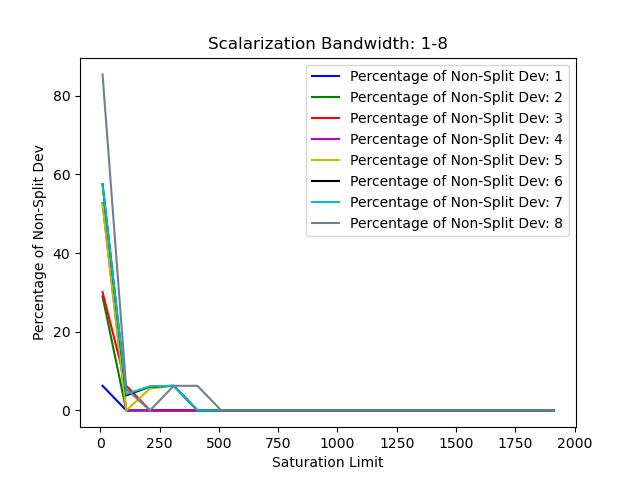 Scalarization Bandwidth: 1-8
Percentage of Non-Split Dev: 1
Percentage of Non-Split Dev: 2
Percentage of Non-Split Dev: 3
Percentage of Non-Split Dev: 4
Percentage of Non-Split Dev: 5
Percentage of Non-Split Dev: 6
Percentage of Non-Split Dev: 7
Percentage of Non-Split Dev: 8
Percentage of Non-Split Dev
80
60
40
20
0
0 250 500 750 1000 1250 1500 1750 2000
Saturation Limit